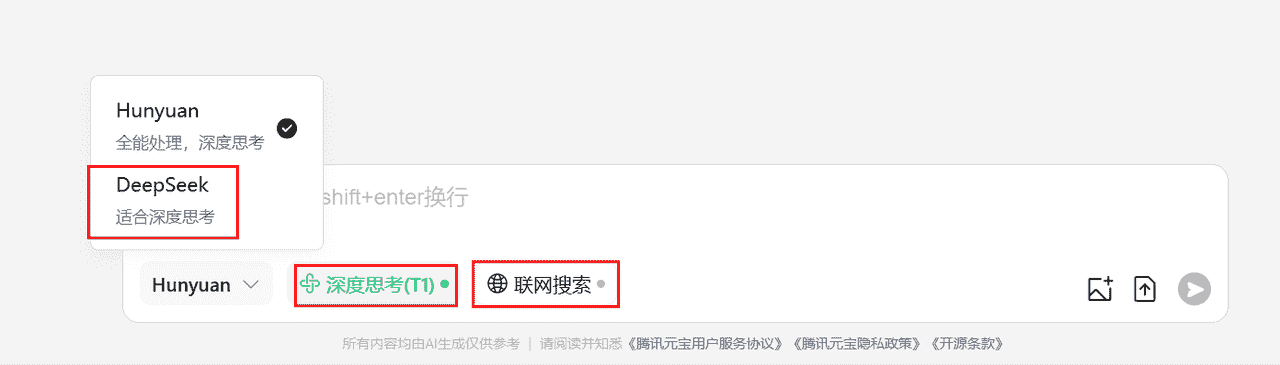 Hunyuan
全能处理，深度思考
DeepSeek
适合深度思考
shift+enter换行
Hunyuan
深度思考(T1)
联网搜索
所有内容均由AI生成仅供参考 | 请阅读并知悉《腾讯元宝用户服务协议》《腾讯元宝隐私政策》《开源条款》